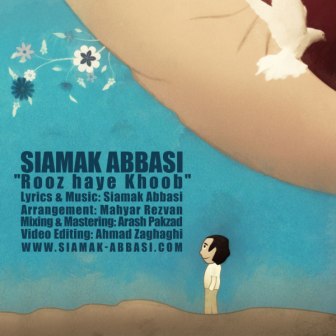 SIAMAK ABBASI
"Rooz haye Khoob"
Lyrics & Music: Siamak Abbasi
Arrangement: Mahyar Rezvan
Mixing & Mastering: Arash Pakzad
Video Editing: Ahmad Zaghaghi
WWW.SIAMAK-ABBASI.COM